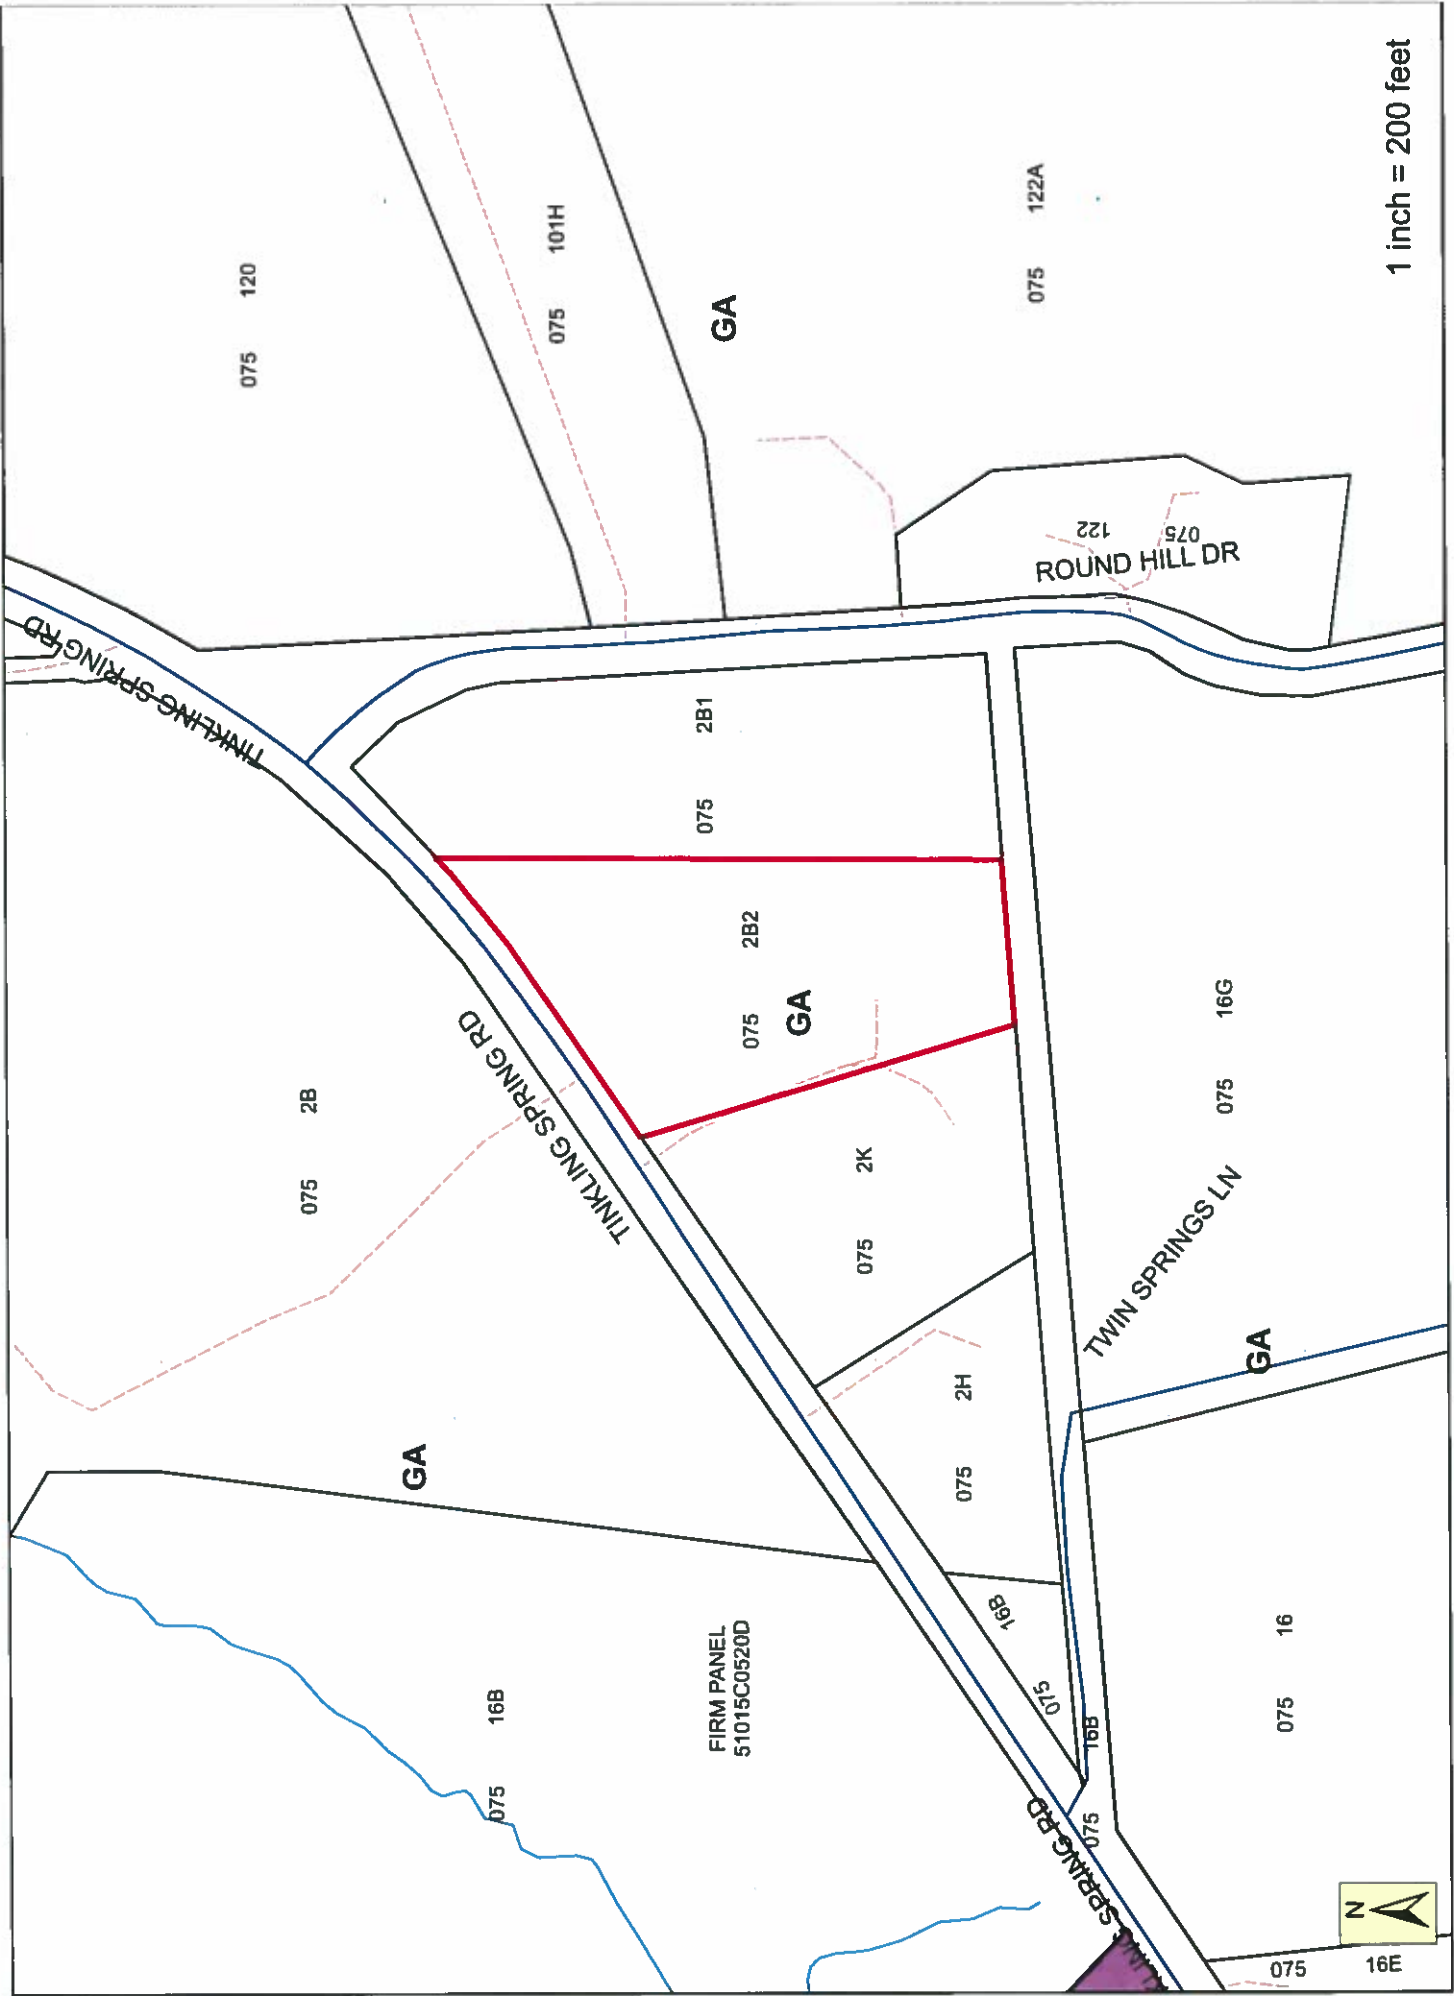 TINKLING SPRING RD
075 120
075 2B
GA
075 16B
075 101H
TINKLING SPRING RD
075 2B1
FIRM PANEL
51015C0520D
GA
075 2B2
GA
075 2K
075 2H
075 16B
075 122A
SPRING RD
075 16B
122
075
ROUND HILL DR
TWIN SPRINGS LN
075 16G
GA
075 16
075
16E
N
1 inch = 200 feet